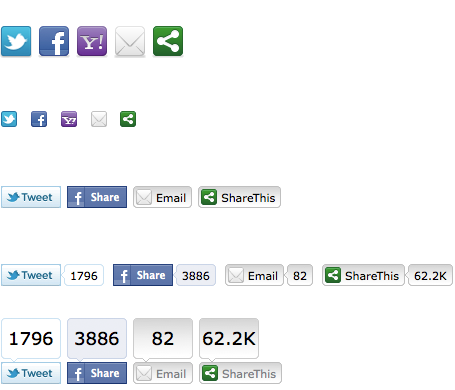 Y!
Y!
Tweet Share Email ShareThis
Tweet 1796 Share 3886 Email 82 ShareThis 62.2K
1796 3886 82 62.2K
Tweet Share Email ShareThis